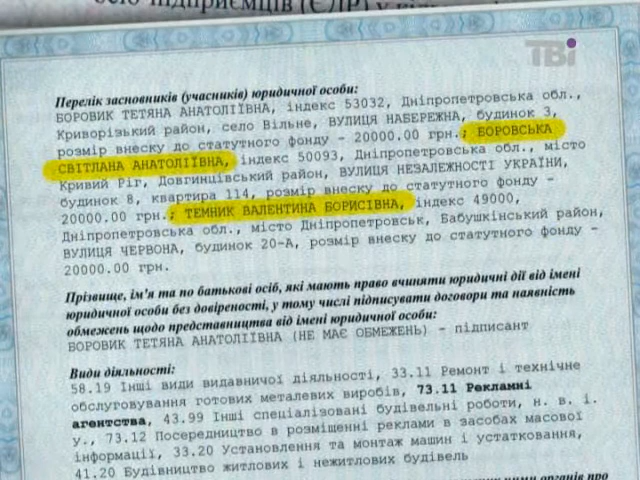 підприємців (ЄДР) у
ТВі
Перелік засновників (учасників) юридичної особи:
БОРОВИК ТЕТЯНА АНАТОЛІЇВНА, індекс 53032, Дніпропетровська обл.,
Криворізький район, село Вільне, ВУЛИЦЯ НАБЕРЕЖНА, будинок 3,
розмір внеску до статутного фонду - 20000.00 грн.; БОРОВСЬКА
СВІТЛАНА АНАТОЛІЇВНА, індекс 50093, Дніпропетровська обл., місто
Кривий Ріг, Довгинцівський район, ВУЛИЦЯ НЕЗАЛЕЖНОСТІ УКРАЇНИ,
будинок 8, квартира 114, розмір внеску до статутного фонду -
20000.00 грн.; ТЕМНИК ВАЛЕНТИНА БОРИСІВНА, індекс 49000,
Дніпропетровська обл., місто Дніпропетровськ, Бабушкінський район,
ВУЛИЦЯ ЧЕРВОНА, будинок 20-А, розмір внеску до статутного фонду -
20000.00 грн.
Прізвище, ім'я та по батькові осіб, які мають право вчиняти юридичні дії від імені
юридичної особи без довіреності, у тому числі підписувати договори та наявність
обмежень щодо представництва від імені юридичної особи:
БОРОВИК ТЕТЯНА АНАТОЛІЇВНА (НЕ МАЄ ОБМЕЖЕНЬ) - підписант
Види діяльності:
58.19 Інші види видавничої діяльності, 33.11 Ремонт і технічне
обслуговування готових металевих виробів, 73.11 Рекламні
агентства, 43.99 Інші спеціалізовані будівельні роботи, н. в. і.
у., 73.12 Посередництво в розміщенні реклами в засобах масової
інформації, 33.20 Установлення та монтаж машин і устатковання,
41.20 Будівництво житлових і нежитлових будівель
органів про